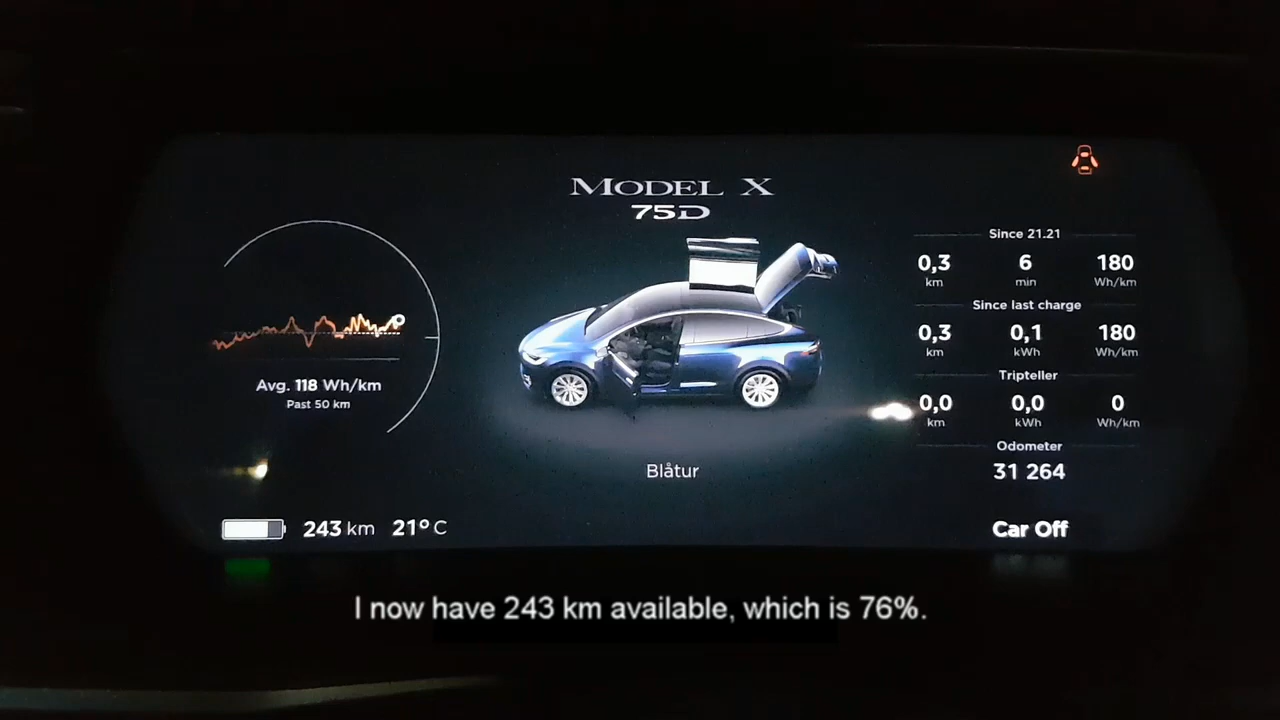 MODEL X
75D
Since 21.21
0,3 6 180
km min Wh/km
Since last charge
0,3 0,1 180
km kWh Wh/km
Tripteller
0,0 0,0 0
km kWh Wh/km
Odometer
31 264
Avg. 118 Wh/km
Past 50 km
Blåtur
243 km 21° C
Car Off
I now have 243 km available, which is 76%.